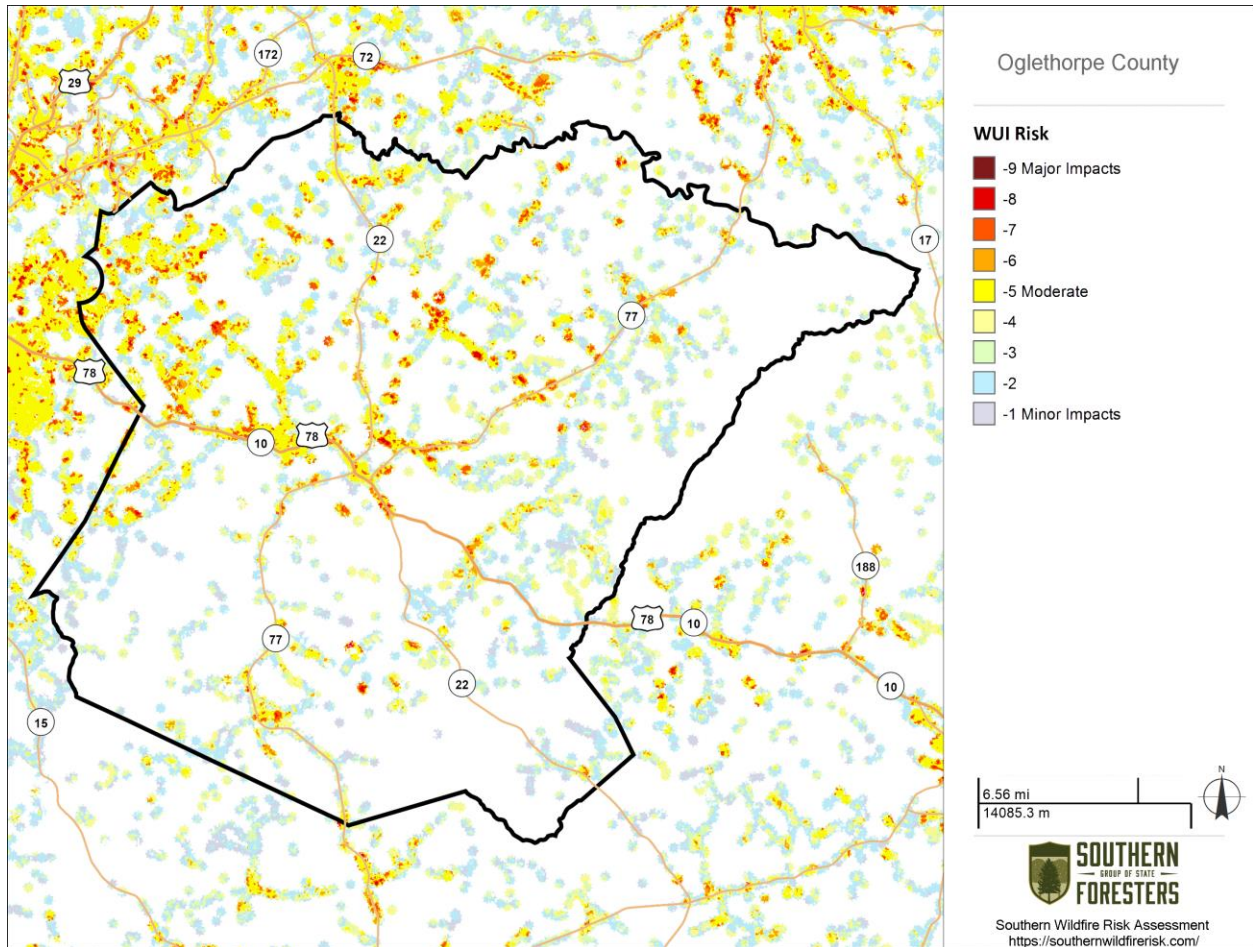 Oglethorpe County
WUI Risk
-9 Major Impacts
-8
-7
-6
-5 Moderate
-4
-3
-2
-1 Minor Impacts
172
72
29
22
17
77
78
10
78
188
78
10
77
22
10
15
N
6.56 mi
14085.3 m
SOUTHERN
GROUP OF STATE
FORESTERS
Southern Wildfire Risk Assessment
https://southernwildfirerisk.com/